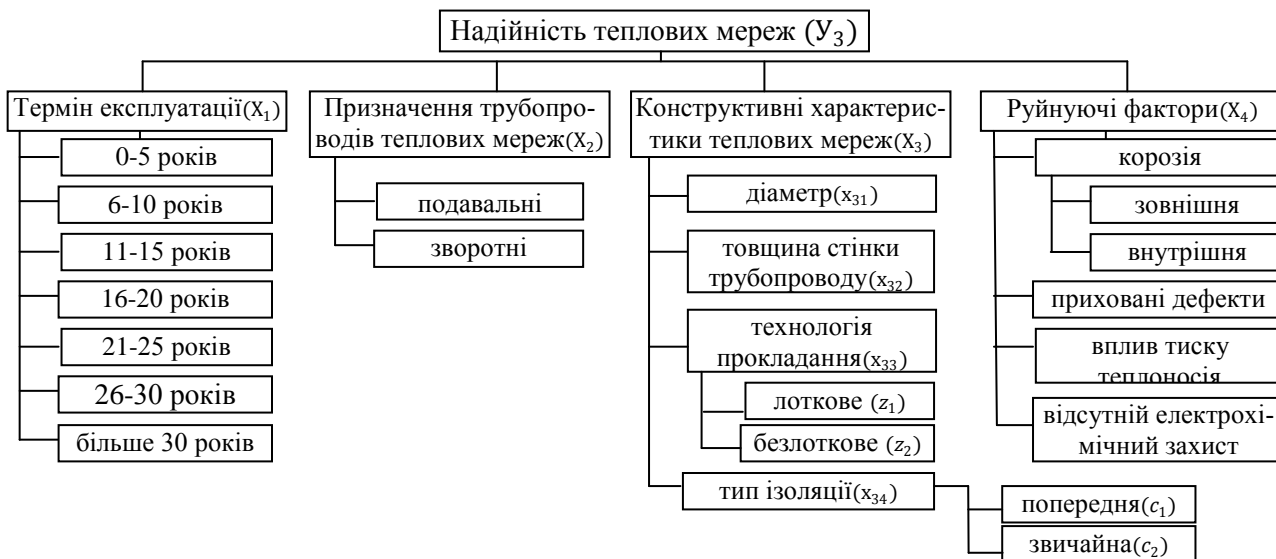 Надійність теплових мереж (У₃)
Термін експлуатації(X₁)
0-5 років
6-10 років
11-15 років
16-20 років
21-25 років
26-30 років
більше 30 років
Призначення трубопро-
водів теплових мереж(X₂)
подавальні
зворотні
Конструктивні характерис-
тики теплових мереж(X₃)
діаметр(x₃₁)
товщина стінки
трубопроводу(x₃₂)
технологія
прокладання(x₃₃)
лоткове (z₁)
безлоткове (z₂)
тип ізоляції(x₃₄)
попередня(c₁)
звичайна(c₂)
Руйнуючі фактори(X₄)
корозія
зовнішня
внутрішня
приховані дефекти
вплив тиску
теплоносія
відсутній електрохі-
мічний захист